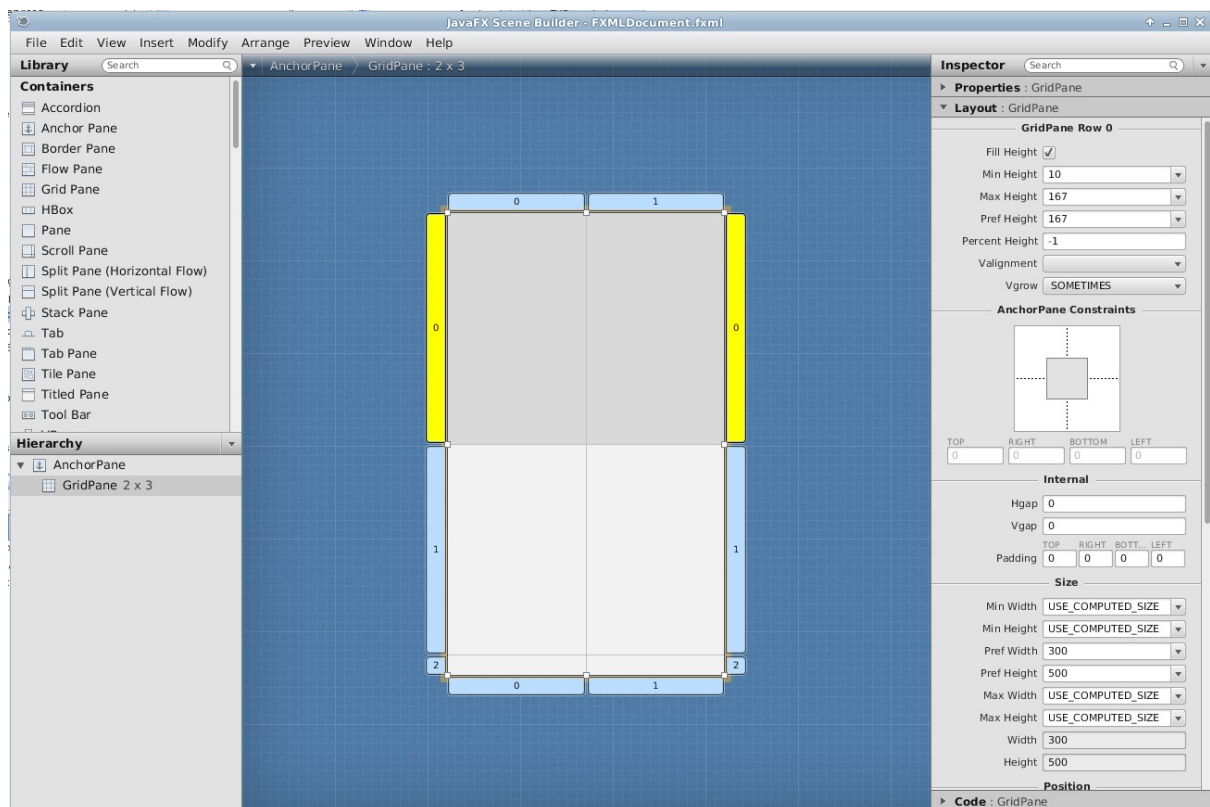 JavaFX Scene Builder - FXMLDocument.fxml
File Edit View Insert Modify Arrange Preview Window Help
Library
Search
Containers
Accordion
Anchor Pane
Border Pane
Flow Pane
Grid Pane
HBox
Pane
Scroll Pane
Split Pane (Horizontal Flow)
Split Pane (Vertical Flow)
Stack Pane
Tab
Tab Pane
Tile Pane
Titled Pane
Tool Bar
Hierarchy
AnchorPane
GridPane 2 x 3
AnchorPane GridPane : 2 x 3
0 1
0 0
1 1
2 2
0 1
Inspector
Search
Properties : GridPane
Layout : GridPane
GridPane Row 0
Fill Height
Min Height 10
Max Height 167
Pref Height 167
Percent Height -1
Valignment
Vgrow SOMETIMES
AnchorPane Constraints
TOP RIGHT BOTTOM LEFT
0 0 0 0
Internal
Hgap 0
Vgap 0
TOP RIGHT BOTT... LEFT
Padding 0 0 0 0
Size
Min Width USE_COMPUTED_SIZE
Min Height USE_COMPUTED_SIZE
Pref Width 300
Pref Height 500
Max Width USE_COMPUTED_SIZE
Max Height USE_COMPUTED_SIZE
Width 300
Height 500
Position
Code : GridPane